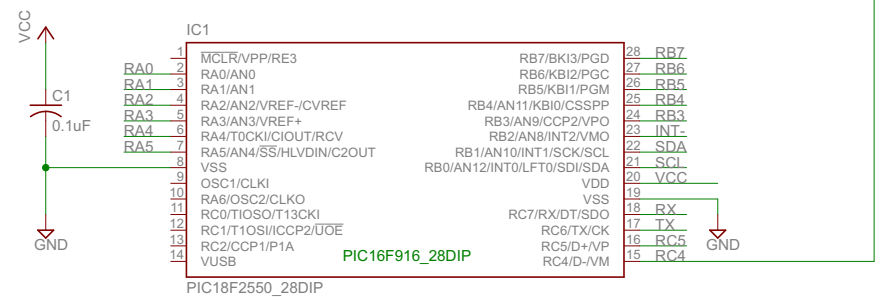 VCC
IC1
1 MCLR/VPP/RE3 RB7/BKI3/PGD 28 RB7
RA0 2 RA0/AN0 RB6/KBI2/PGC 27 RB6
RA1 3 RA1/AN1 RB5/KBI1/PGM 26 RB5
C1 RA2 4 RA2/AN2/VREF-/CVREF RB4/AN11/KBI0/CSSPP 25 RB4
RA3 5 RA3/AN3/VREF+ RB3/AN9/CCP2/VPO 24 RB3
0.1uF RA4 6 RA4/T0CKI/CIOUT/RCV RB2/AN8/INT2/VMO 23 INT-
RA5 7 RA5/AN4/SS/HLVDIN/C2OUT RB1/AN10/INT1/SCK/SCL 22 SDA
8 VSS RB0/AN12/INT0/LFT0/SDI/SDA 21 SCL
9 OSC1/CLKI VDD 20 VCC
10 RA6/OSC2/CLKO VSS 19
11 RC0/TIOSO/T13CKI RC7/RX/DT/SDO 18 RX
12 RC1/T1OSI/ICCP2/UOE RC6/TX/CK 17 TX
GND 13 RC2/CCP1/P1A PIC16F916_28DIP RC5/D+/VP 16 RC5 GND
14 VUSB RC4/D-/VM 15 RC4
PIC18F2550_28DIP